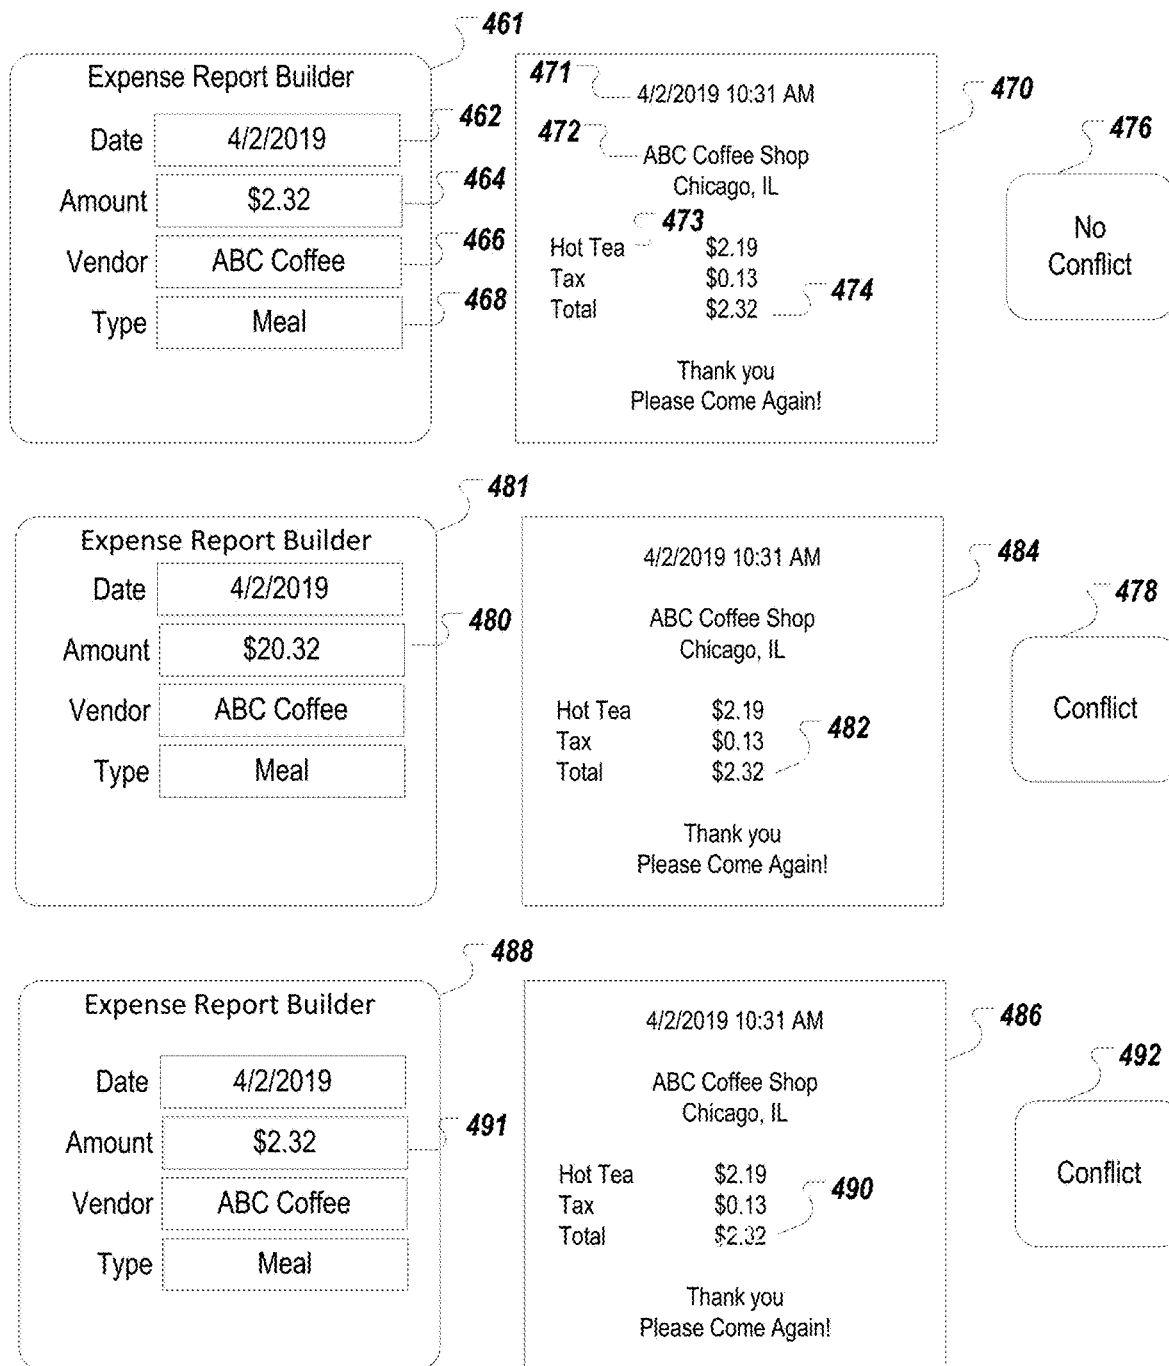 461
Expense Report Builder
Date 4/2/2019 462
Amount $2.32 464
Vendor ABC Coffee 466
Type Meal 468
471 470
4/2/2019 10:31 AM
472
ABC Coffee Shop
Chicago, IL
473
Hot Tea $2.19
Tax $0.13
Total $2.32 474
Thank you
Please Come Again!
476
No
Conflict
481
Expense Report Builder
Date 4/2/2019
Amount $20.32 480
Vendor ABC Coffee
Type Meal
484
4/2/2019 10:31 AM
ABC Coffee Shop
Chicago, IL
Hot Tea $2.19
Tax $0.13 482
Total $2.32
Thank you
Please Come Again!
478
Conflict
488
Expense Report Builder
Date 4/2/2019
Amount $2.32 491
Vendor ABC Coffee
Type Meal
486
4/2/2019 10:31 AM
ABC Coffee Shop
Chicago, IL
Hot Tea $2.19
Tax $0.13 490
Total $2.32
Thank you
Please Come Again!
492
Conflict